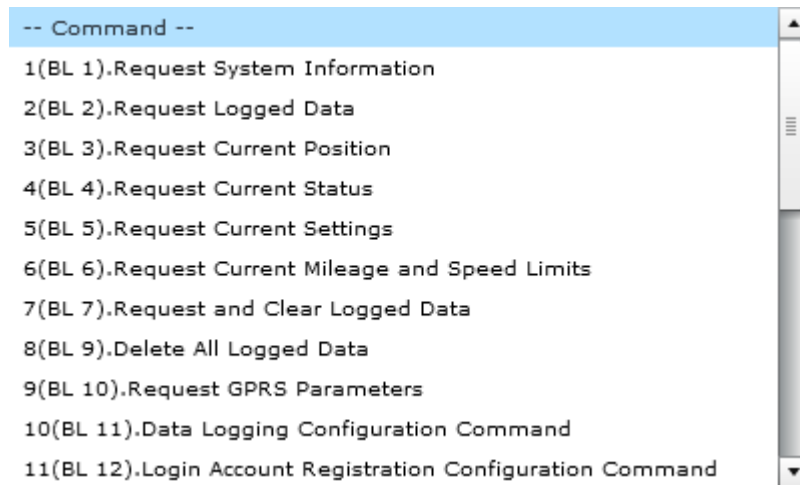 -- Command --
1(BL 1).Request System Information
2(BL 2).Request Logged Data
3(BL 3).Request Current Position
4(BL 4).Request Current Status
5(BL 5).Request Current Settings
6(BL 6).Request Current Mileage and Speed Limits
7(BL 7).Request and Clear Logged Data
8(BL 9).Delete All Logged Data
9(BL 10).Request GPRS Parameters
10(BL 11).Data Logging Configuration Command
11(BL 12).Login Account Registration Configuration Command